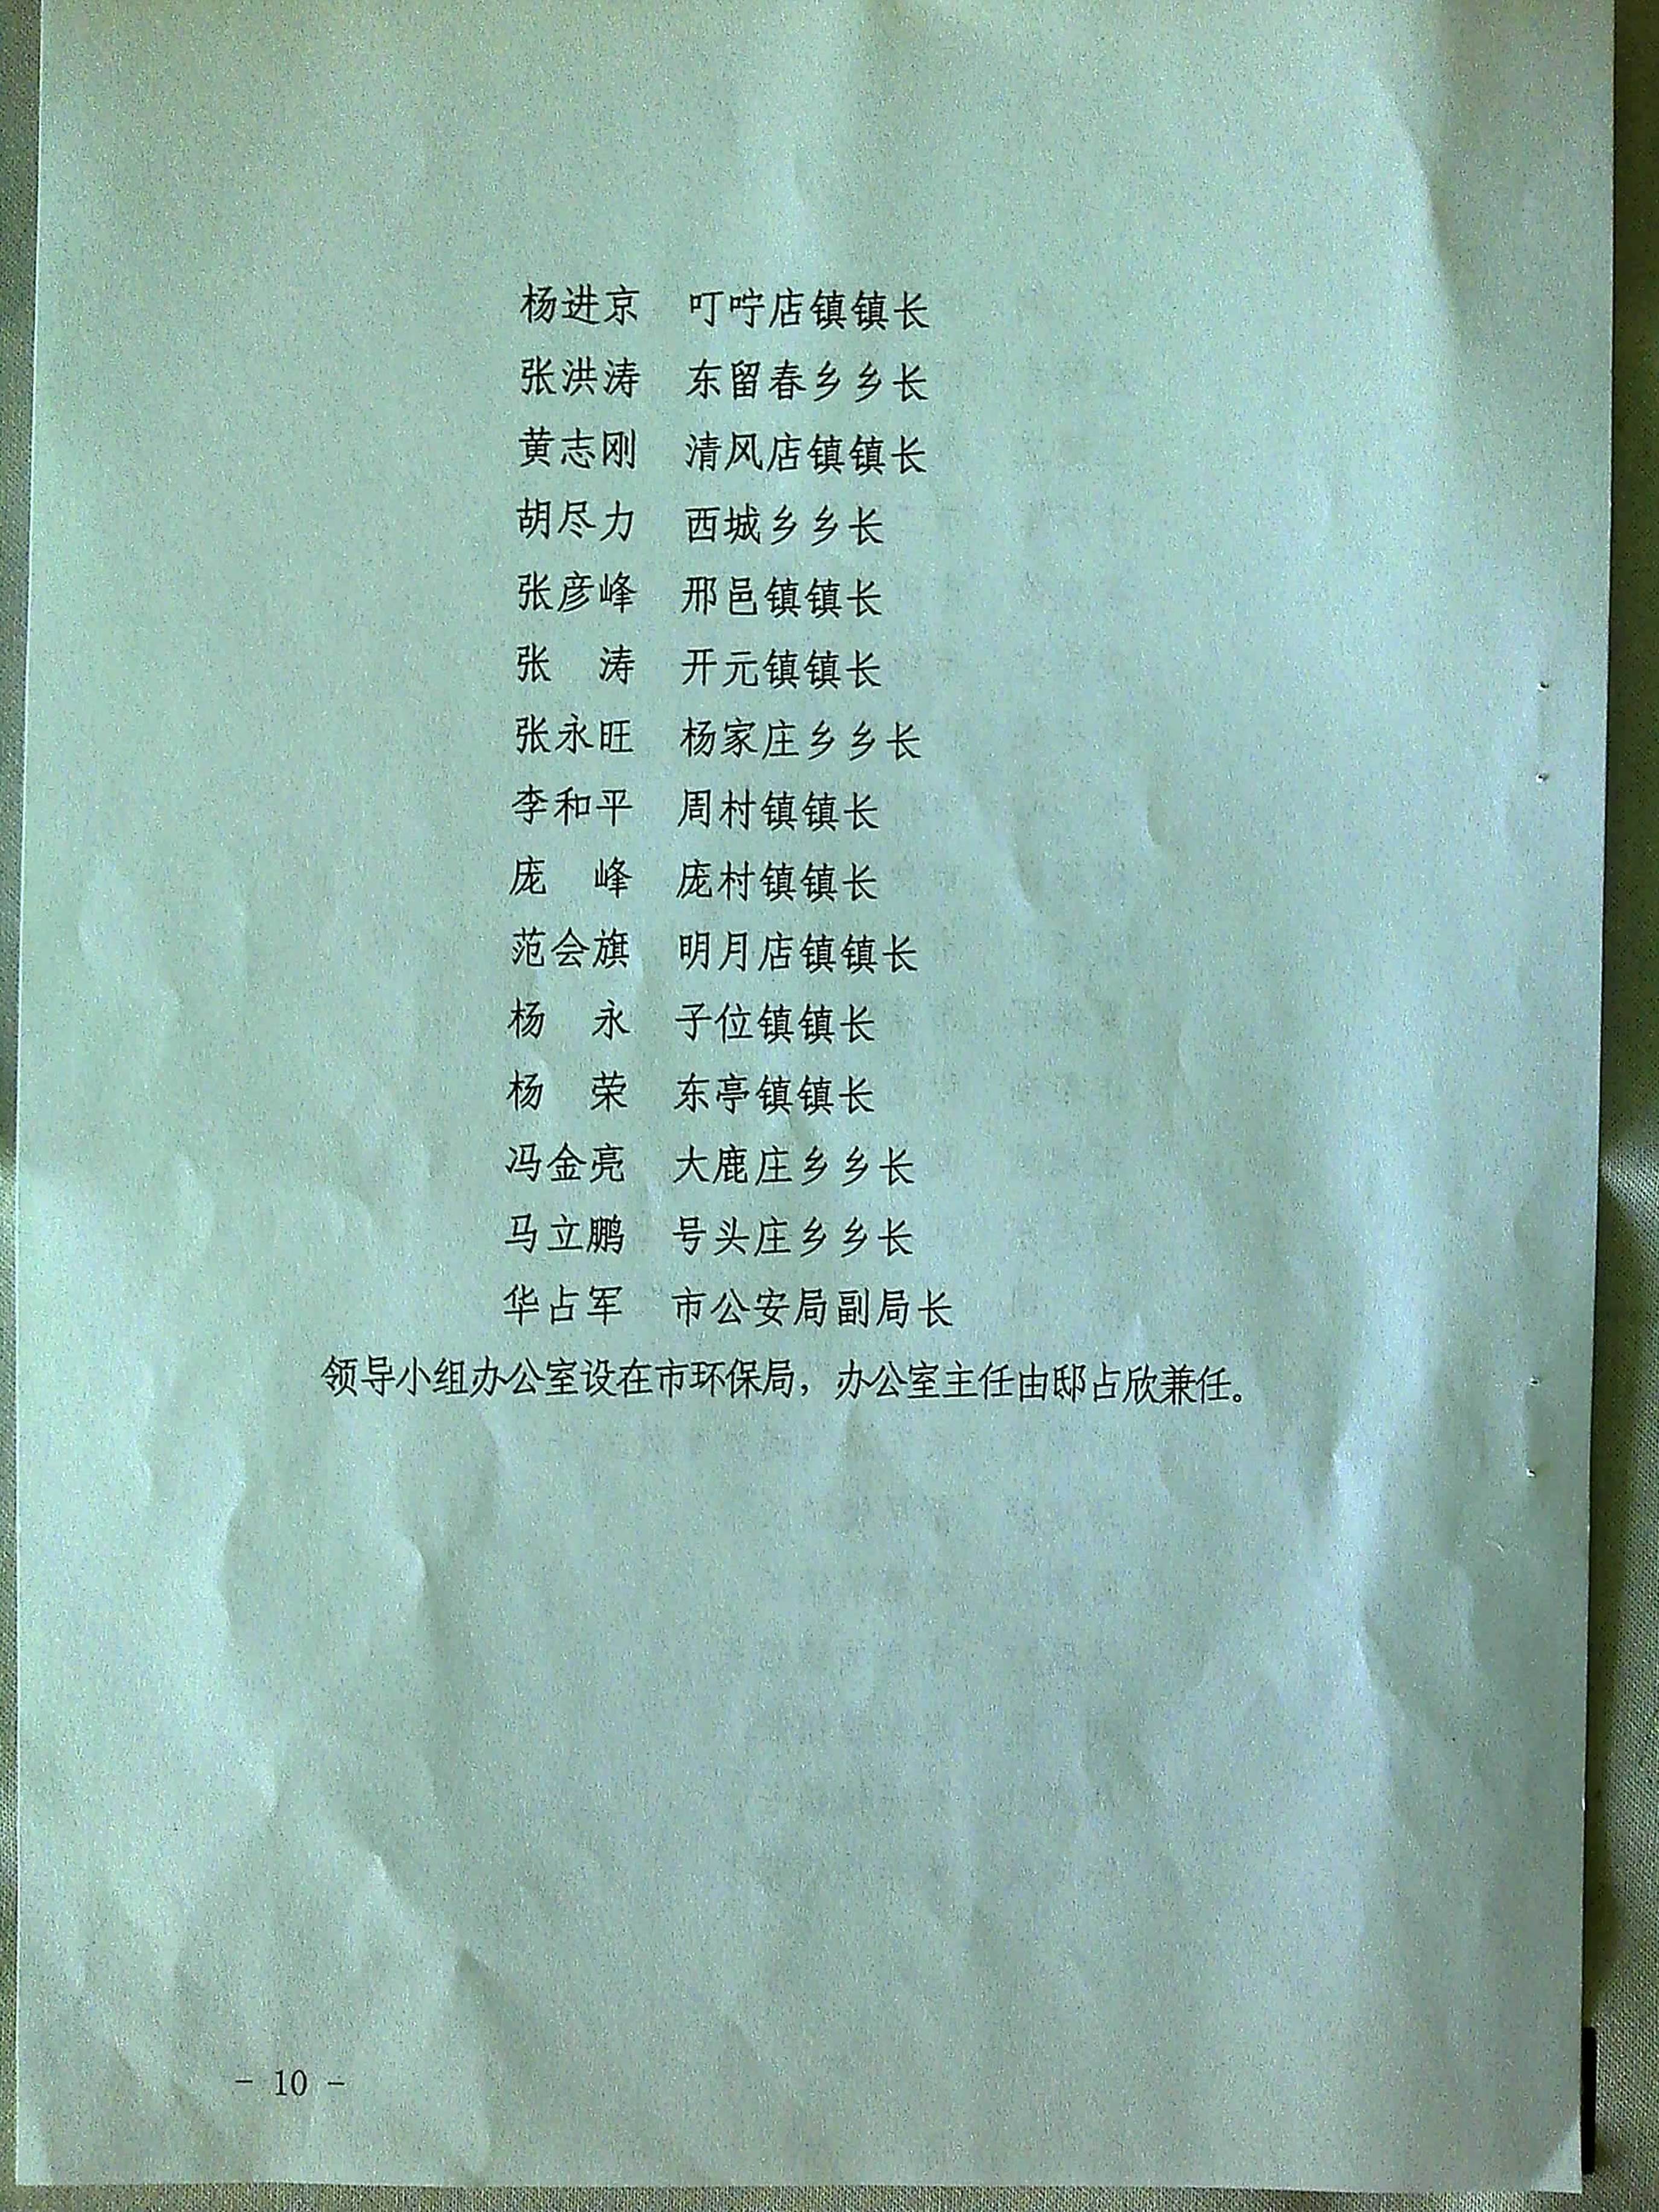 杨进京 叮咛店镇镇长
张洪涛 东留春乡乡长
黄志刚 清风店镇镇长
胡尽力 西城乡乡长
张彦峰 邢邑镇镇长
张 涛 开元镇镇长
张永旺 杨家庄乡乡长
李和平 周村镇镇长
庞 峰 庞村镇镇长
范会旗 明月店镇镇长
杨 永 子位镇镇长
杨 荣 东亭镇镇长
冯金亮 大鹿庄乡乡长
马立鹏 号头庄乡乡长
华占军 市公安局副局长
领导小组办公室设在市环保局，办公室主任由邸占欣兼任。
- 10 -